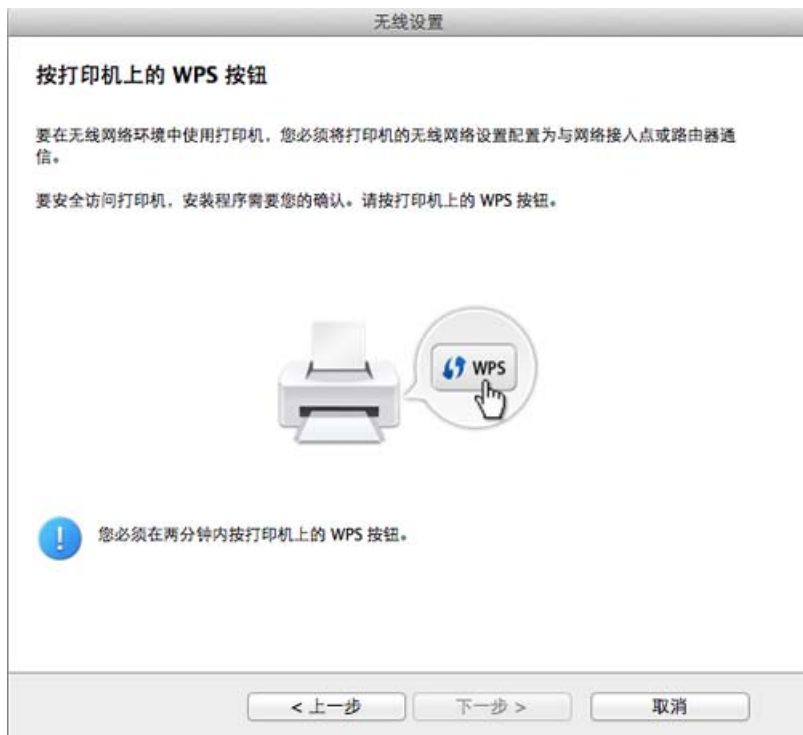 无线设置
按打印机上的 WPS 按钮
要在无线网络环境中使用打印机，您必须将打印机的无线网络设置配置为与网络接入点或路由器通
信。
要安全访问打印机，安装程序需要您的确认。请按打印机上的 WPS 按钮。
WPS
您必须在两分钟内按打印机上的 WPS 按钮。
< 上一步 下一步 > 取消